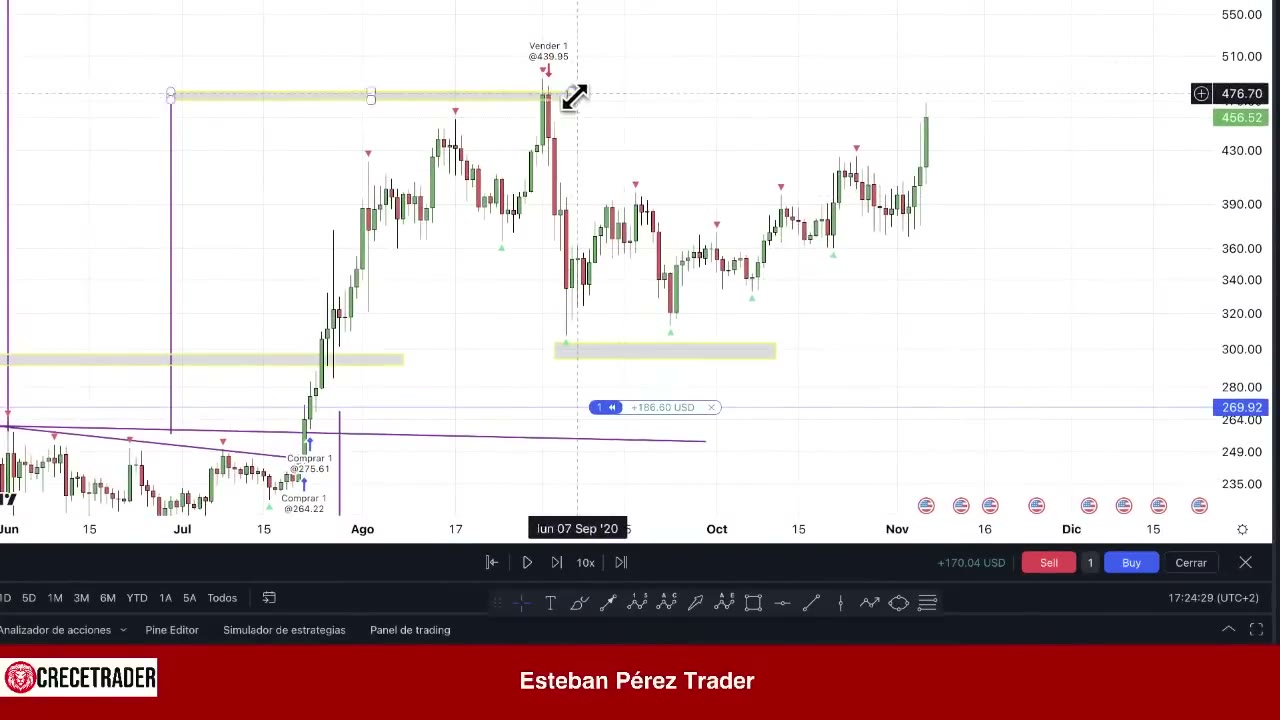 550.00
Vender 1
@439.95
510.00
476.70
456.52
430.00
390.00
360.00
340.00
320.00
300.00
280.00
1 +186.60 USD
269.92
264.00
249.00
Comprar 1
@275.61
235.00
Comprar 1
@264.22
Jun 15 Jul 15 Ago 17 lun 07 Sep '20 Oct 15 Nov 16 Dic 15
10x +170.04 USD Sell 1 Buy Cerrar
1D 5D 1M 3M 6M YTD 1A 5A Todos
17:24:29 (UTC+2)
Analizador de acciones Pine Editor Simulador de estrategias Panel de trading
CRECETRADER
Esteban Pérez Trader